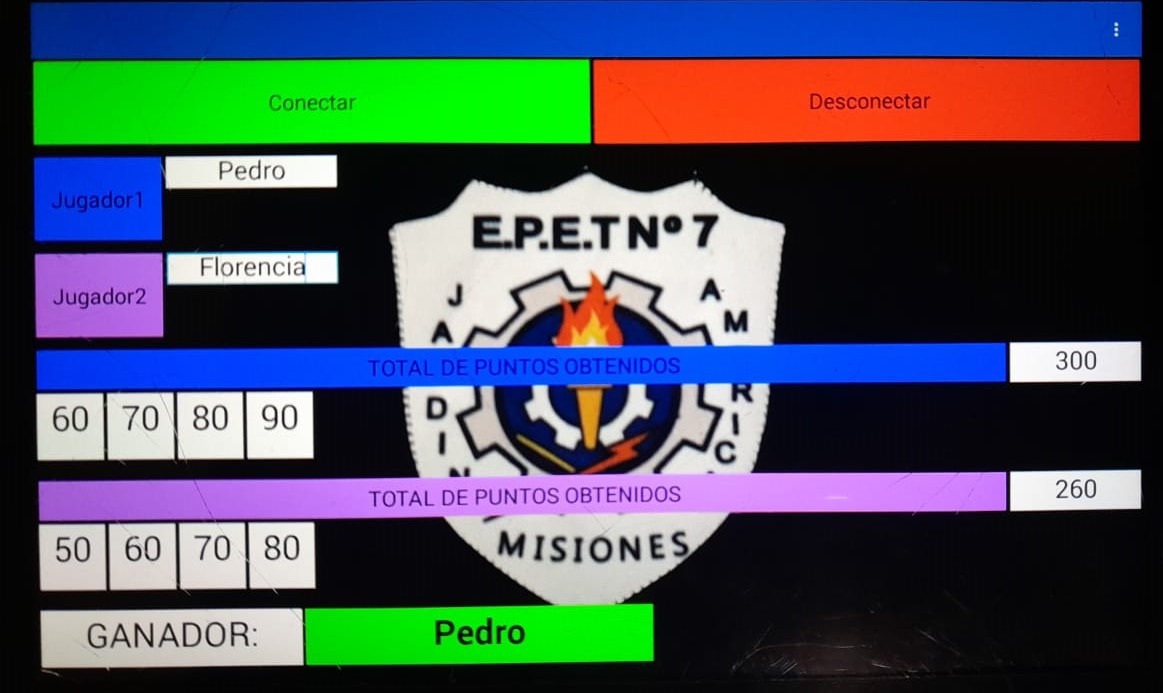 Conectar
Desconectar
Jugador1
Pedro
Jugador2
Florencia
E.P.E.T Nº 7
J
A
D
I
N
A
M
R
I
C
TOTAL DE PUNTOS OBTENIDOS
300
60 70 80 90
TOTAL DE PUNTOS OBTENIDOS
260
50 60 70 80
MISIONES
GANADOR:
Pedro